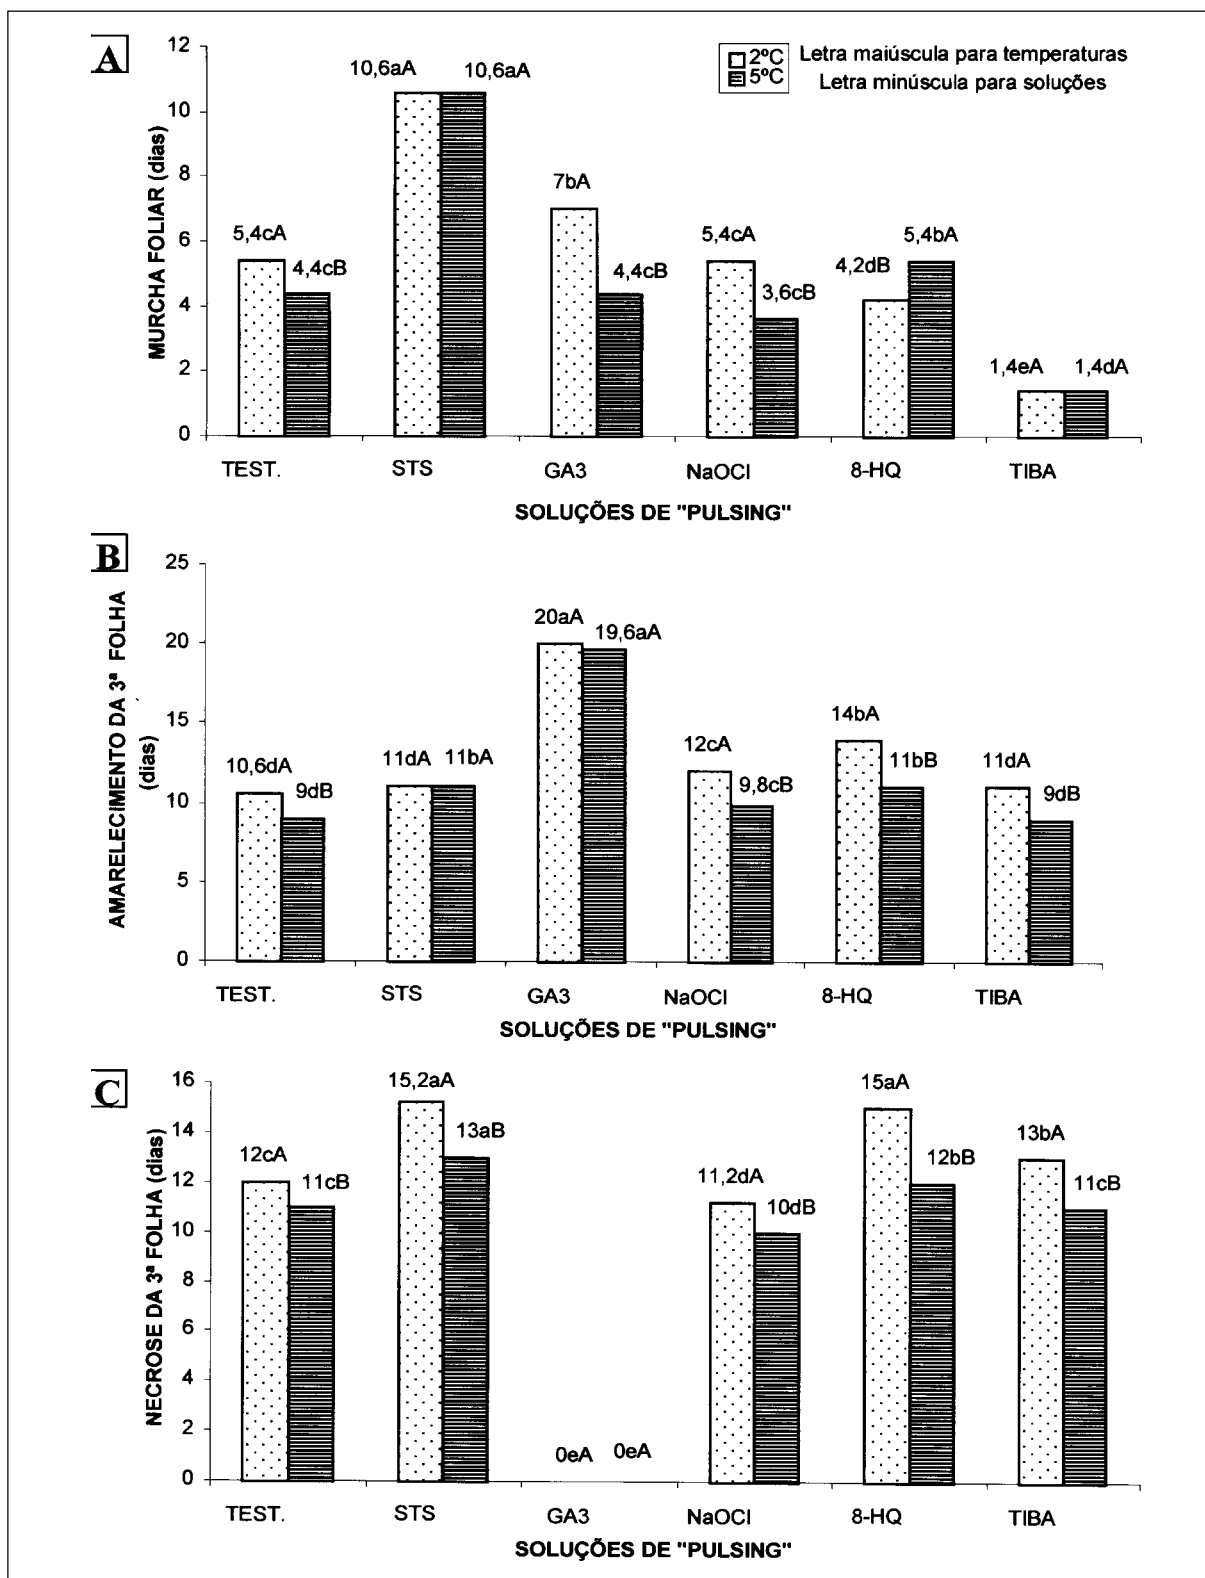 A
MURCHA FOLIAR (dias)
12
10
8
6
4
2
0
2ºC
5ºC
Letra maiúscula para temperaturas
Letra minúscula para soluções
5,4cA
4,4cB
10,6aA
10,6aA
7bA
4,4cB
5,4cA
3,6cB
4,2dB
5,4bA
1,4eA
1,4dA
TEST.
STS
GA3
NaOCl
8-HQ
TIBA
SOLUÇÕES DE "PULSING"
B
AMARELECIMENTO DA 3ª FOLHA
(dias)
25
20
15
10
5
0
10,6dA
9dB
11dA
11bA
20aA
19,6aA
12cA
9,8cB
14bA
11bB
11dA
9dB
TEST.
STS
GA3
NaOCl
8-HQ
TIBA
SOLUÇÕES DE "PULSING"
C
NECROSE DA 3ª FOLHA (dias)
16
14
12
10
8
6
4
2
0
12cA
11cB
15,2aA
13aB
0eA
0eA
11,2dA
10dB
15aA
12bB
13bA
11cB
TEST.
STS
GA3
NaOCl
8-HQ
TIBA
SOLUÇÕES DE "PULSING"